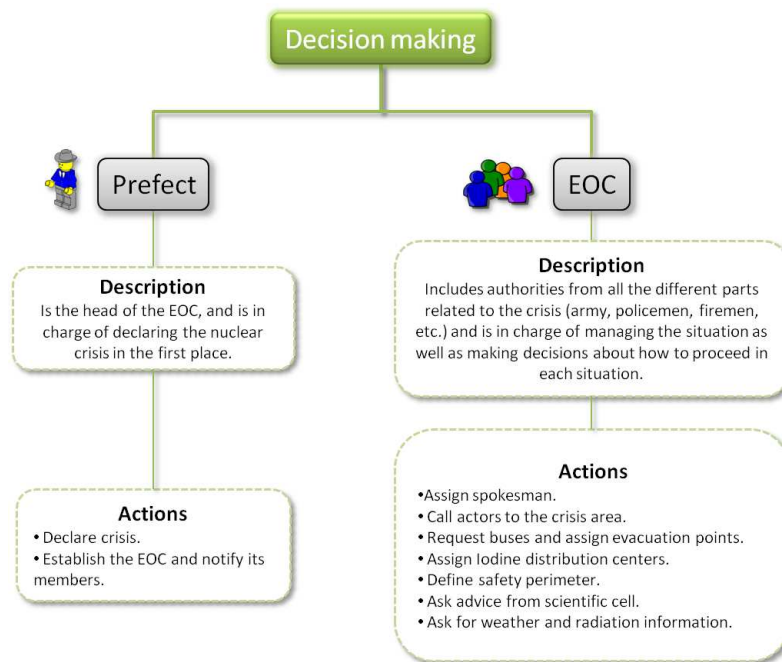 Decision making
Prefect
Description
Is the head of the EOC, and is in
charge of declaring the nuclear
crisis in the first place.
Actions
• Declare crisis.
• Establish the EOC and notify its
members.
EOC
Description
Includes authorities from all the different parts
related to the crisis (army, policemen, firemen,
etc.) and is in charge of managing the situation as
well as making decisions about how to proceed in
each situation.
Actions
•Assign spokesman.
•Call actors to the crisis area.
•Request buses and assign evacuation points.
•Assign Iodine distribution centers.
•Define safety perimeter.
•Ask advice from scientific cell.
•Ask for weather and radiation information.